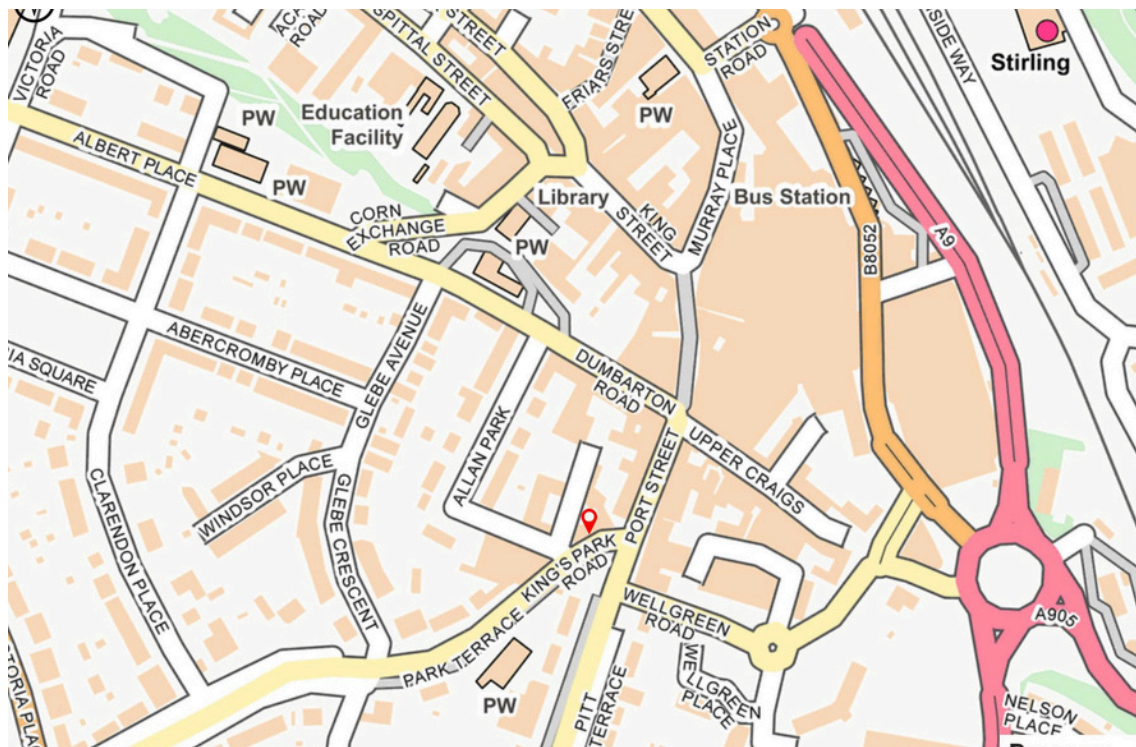 VICTORIA
ROAD
SPITTAL STREET
STREET
FRIARS STREET
STATION
ROAD
SIDE WAY
Stirling
Education
Facility
PW
PW
PW
ALBERT PLACE
MURRAY PLACE
Library
Bus Station
CORN
EXCHANGE
ROAD
PW
KING
STREET
B8052
A9
GLEBE AVENUE
ABERCROMBY PLACE
IA SQUARE
DUMBARTON
ROAD
ALLAN PARK
UPPER CRAIGS
PORT STREET
WINDSOR PLACE
GLEBE CRESCENT
CLARENDON PLACE
KING'S PARK
ROAD
PARK TERRACE
WELLGREEN
ROAD
WELLGREEN
PLACE
A905
PW
PITT
TERRACE
NELSON
PLACE
TORIA PLACE